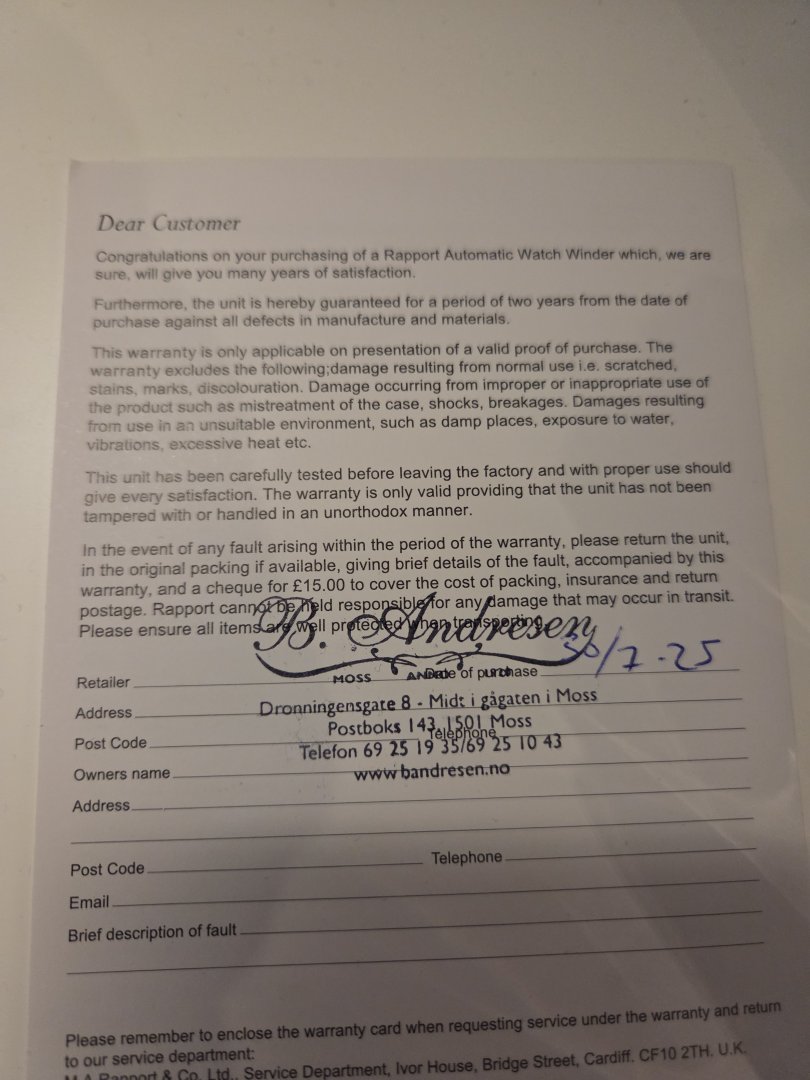 Dear Customer
Congratulations on your purchasing of a Rapport Automatic Watch Winder which, we are
sure, will give you many years of satisfaction.
Furthermore, the unit is hereby guaranteed for a period of two years from the date of
purchase against all defects in manufacture and materials.
This warranty is only applicable on presentation of a valid proof of purchase. The
warranty excludes the following;damage resulting from normal use i.e. scratched,
stains, marks, discolouration. Damage occurring from improper or inappropriate use of
the product such as mistreatment of the case, shocks, breakages. Damages resulting
from use in an unsuitable environment, such as damp places, exposure to water,
vibrations, excessive heat etc.
This unit has been carefully tested before leaving the factory and with proper use should
give every satisfaction. The warranty is only valid providing that the unit has not been
tampered with or handled in an unorthodox manner.
In the event of any fault arising within the period of the warranty, please return the unit,
in the original packing if available, giving brief details of the fault, accompanied by this
warranty, and a cheque for £15.00 to cover the cost of packing, insurance and return
postage. Rapport cannot be held responsible for any damage that may occur in transit.
Please ensure all items are well protected when transporting.
B. Andresen
Retailer MOSS Date of purchase 30/7-25
Address Dronningensgate 8 - Midt i gågaten i Moss
Postboks 143, 1501 Moss
Post Code Telephone
Telefon 69 25 19 35/69 25 10 43
Owners name www.bandresen.no
Address
Post Code Telephone
Email
Brief description of fault
Please remember to enclose the warranty card when requesting service under the warranty and return
to our service department:
M.A.Rapport & Co. Ltd., Service Department, Ivor House, Bridge Street, Cardiff. CF10 2TH. U.K.